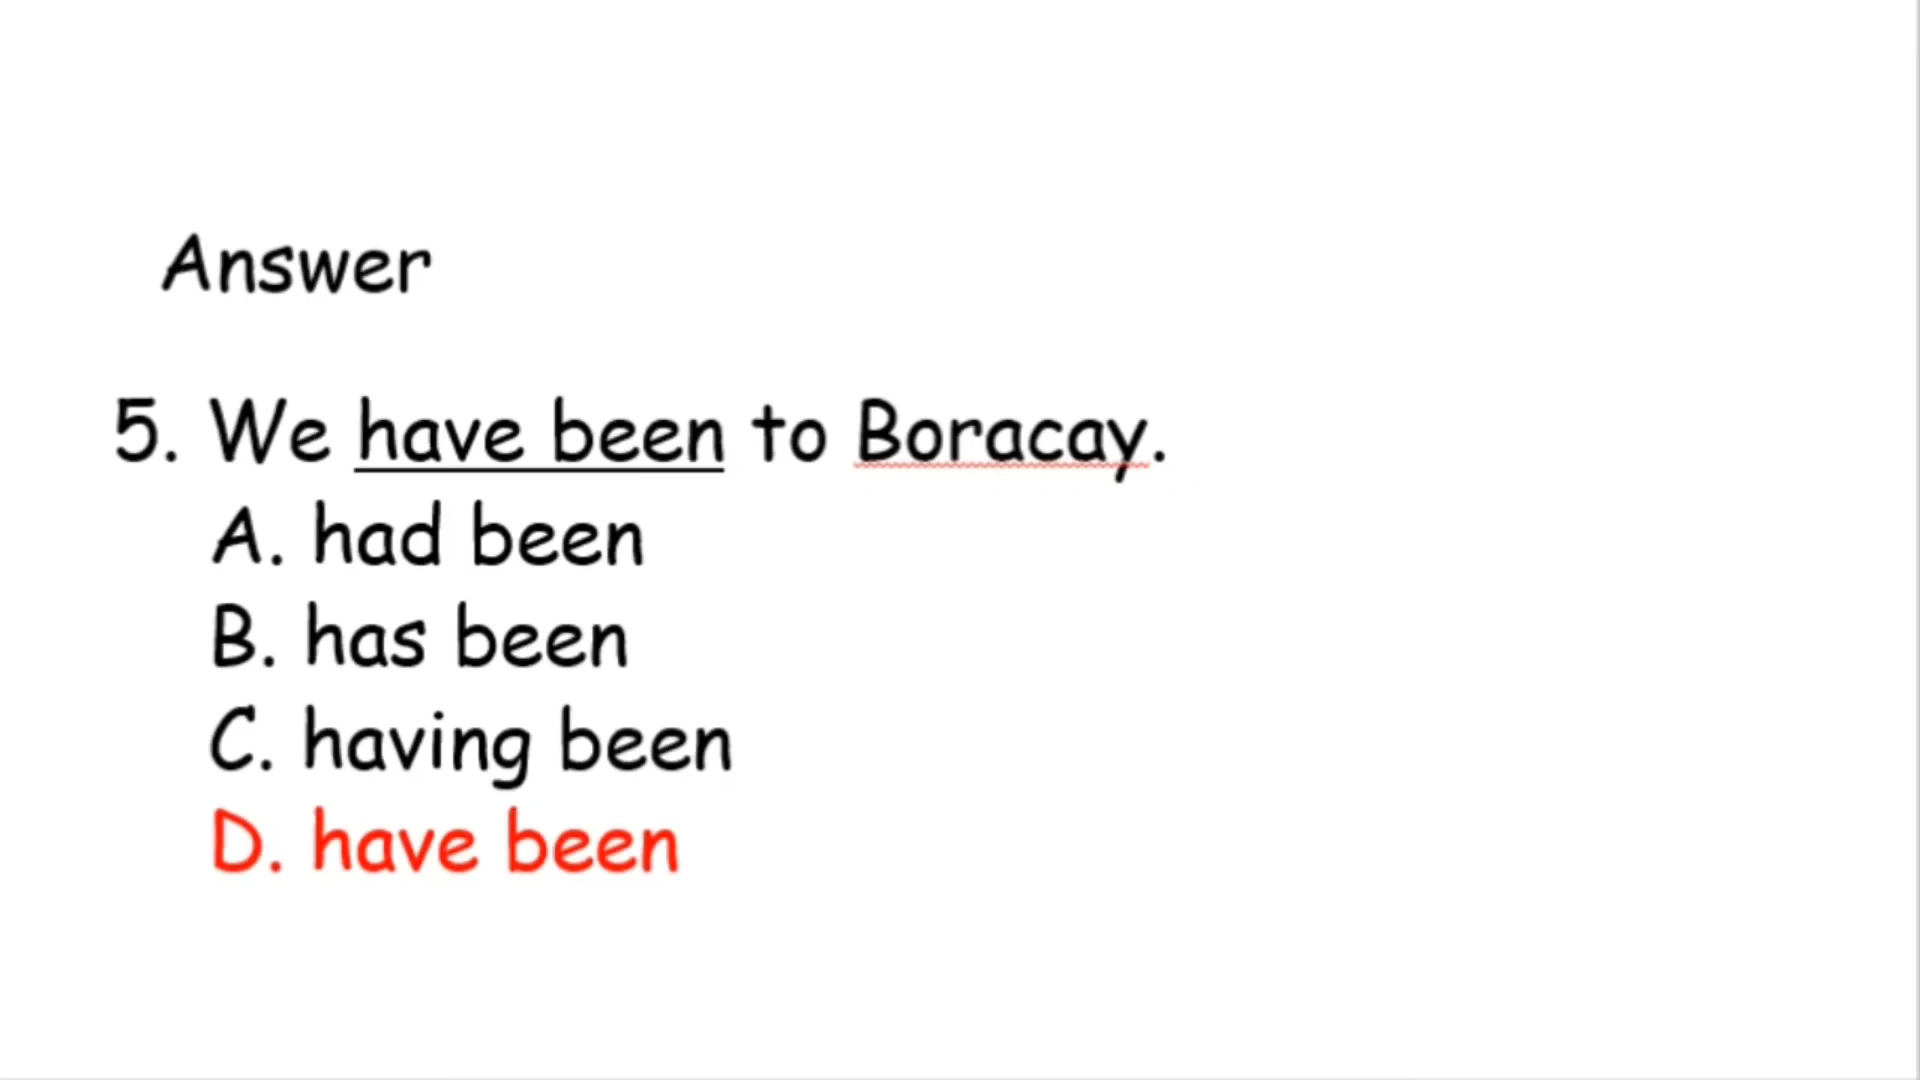 Answer
5. We have been to Boracay.
A. had been
B. has been
C. having been
D. have been